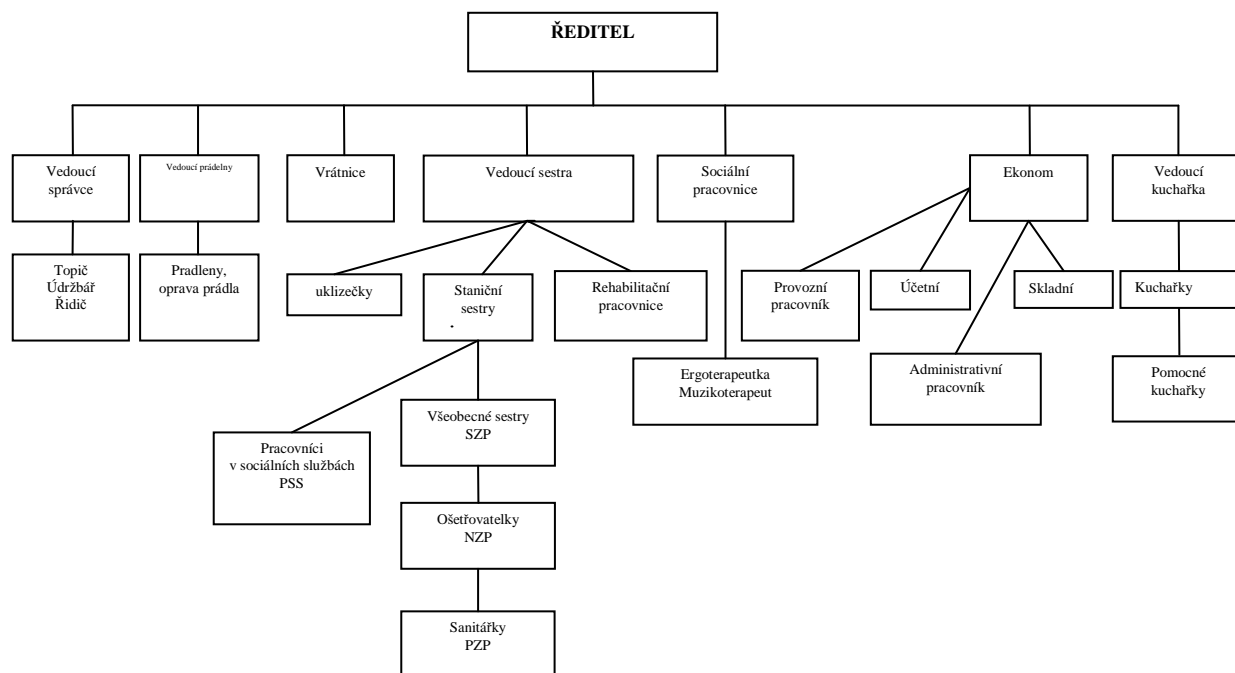 ŘEDITEL
Vedoucí
správce
Vedoucí prádelny
Vrátnice
Vedoucí sestra
Sociální
pracovnice
Ekonom
Vedoucí
kuchařka
Topič
Údržbář
Řidič
Pradleny,
oprava prádla
uklizečky
Staniční
sestry
.
Rehabilitační
pracovnice
Provozní
pracovník
Účetní
Skladní
Kuchařky
Ergoterapeutka
Muzikoterapeut
Administrativní
pracovník
Pomocné
kuchařky
Všeobecné sestry
SZP
Pracovníci
v sociálních službách
PSS
Ošetřovatelky
NZP
Sanitářky
PZP